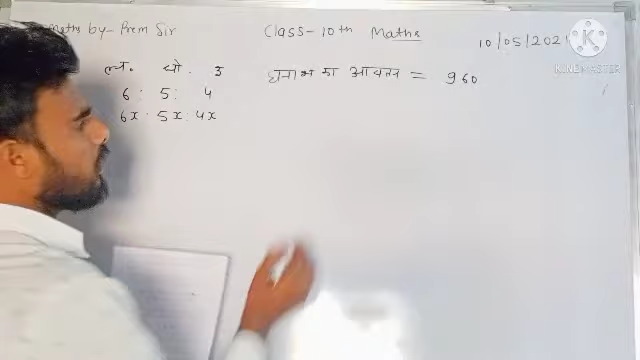 Maths by- Prem Sir Class- 10th Maths 10/05/2021
ल०. चौ. ऊ घनाभ का आयतन = 960
6 : 5 : 4
6x : 5x : 4x
KINEMASTER